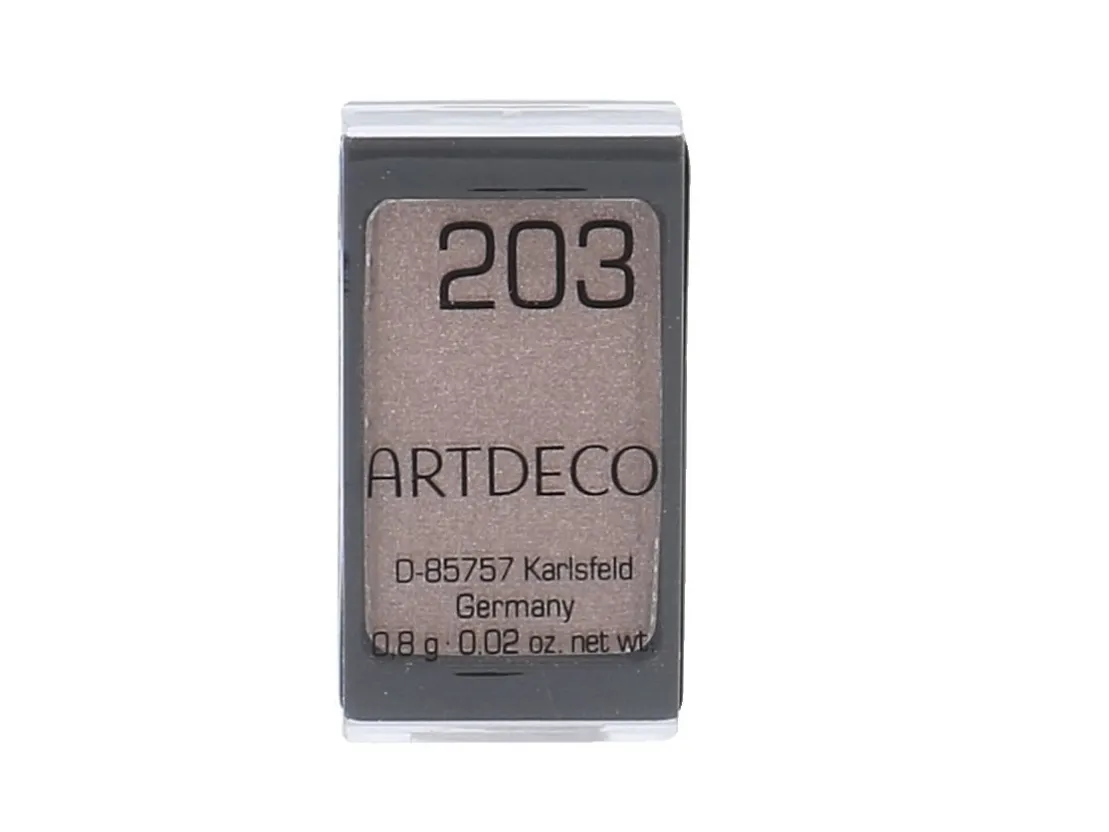 203
ARTDECO
D-85757 Karlsfeld
Germany
0,8 g · 0.02 oz. net wt.